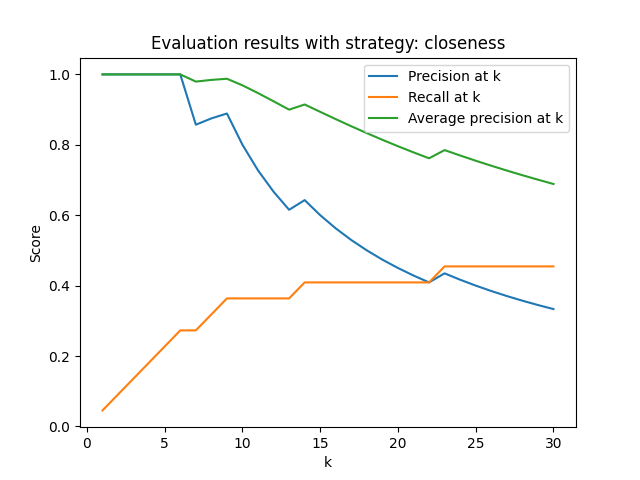 Evaluation results with strategy: closeness
Precision at k
Recall at k
Average precision at k
Score
1.0
0.8
0.6
0.4
0.2
0.0
0 5 10 15 20 25 30
k